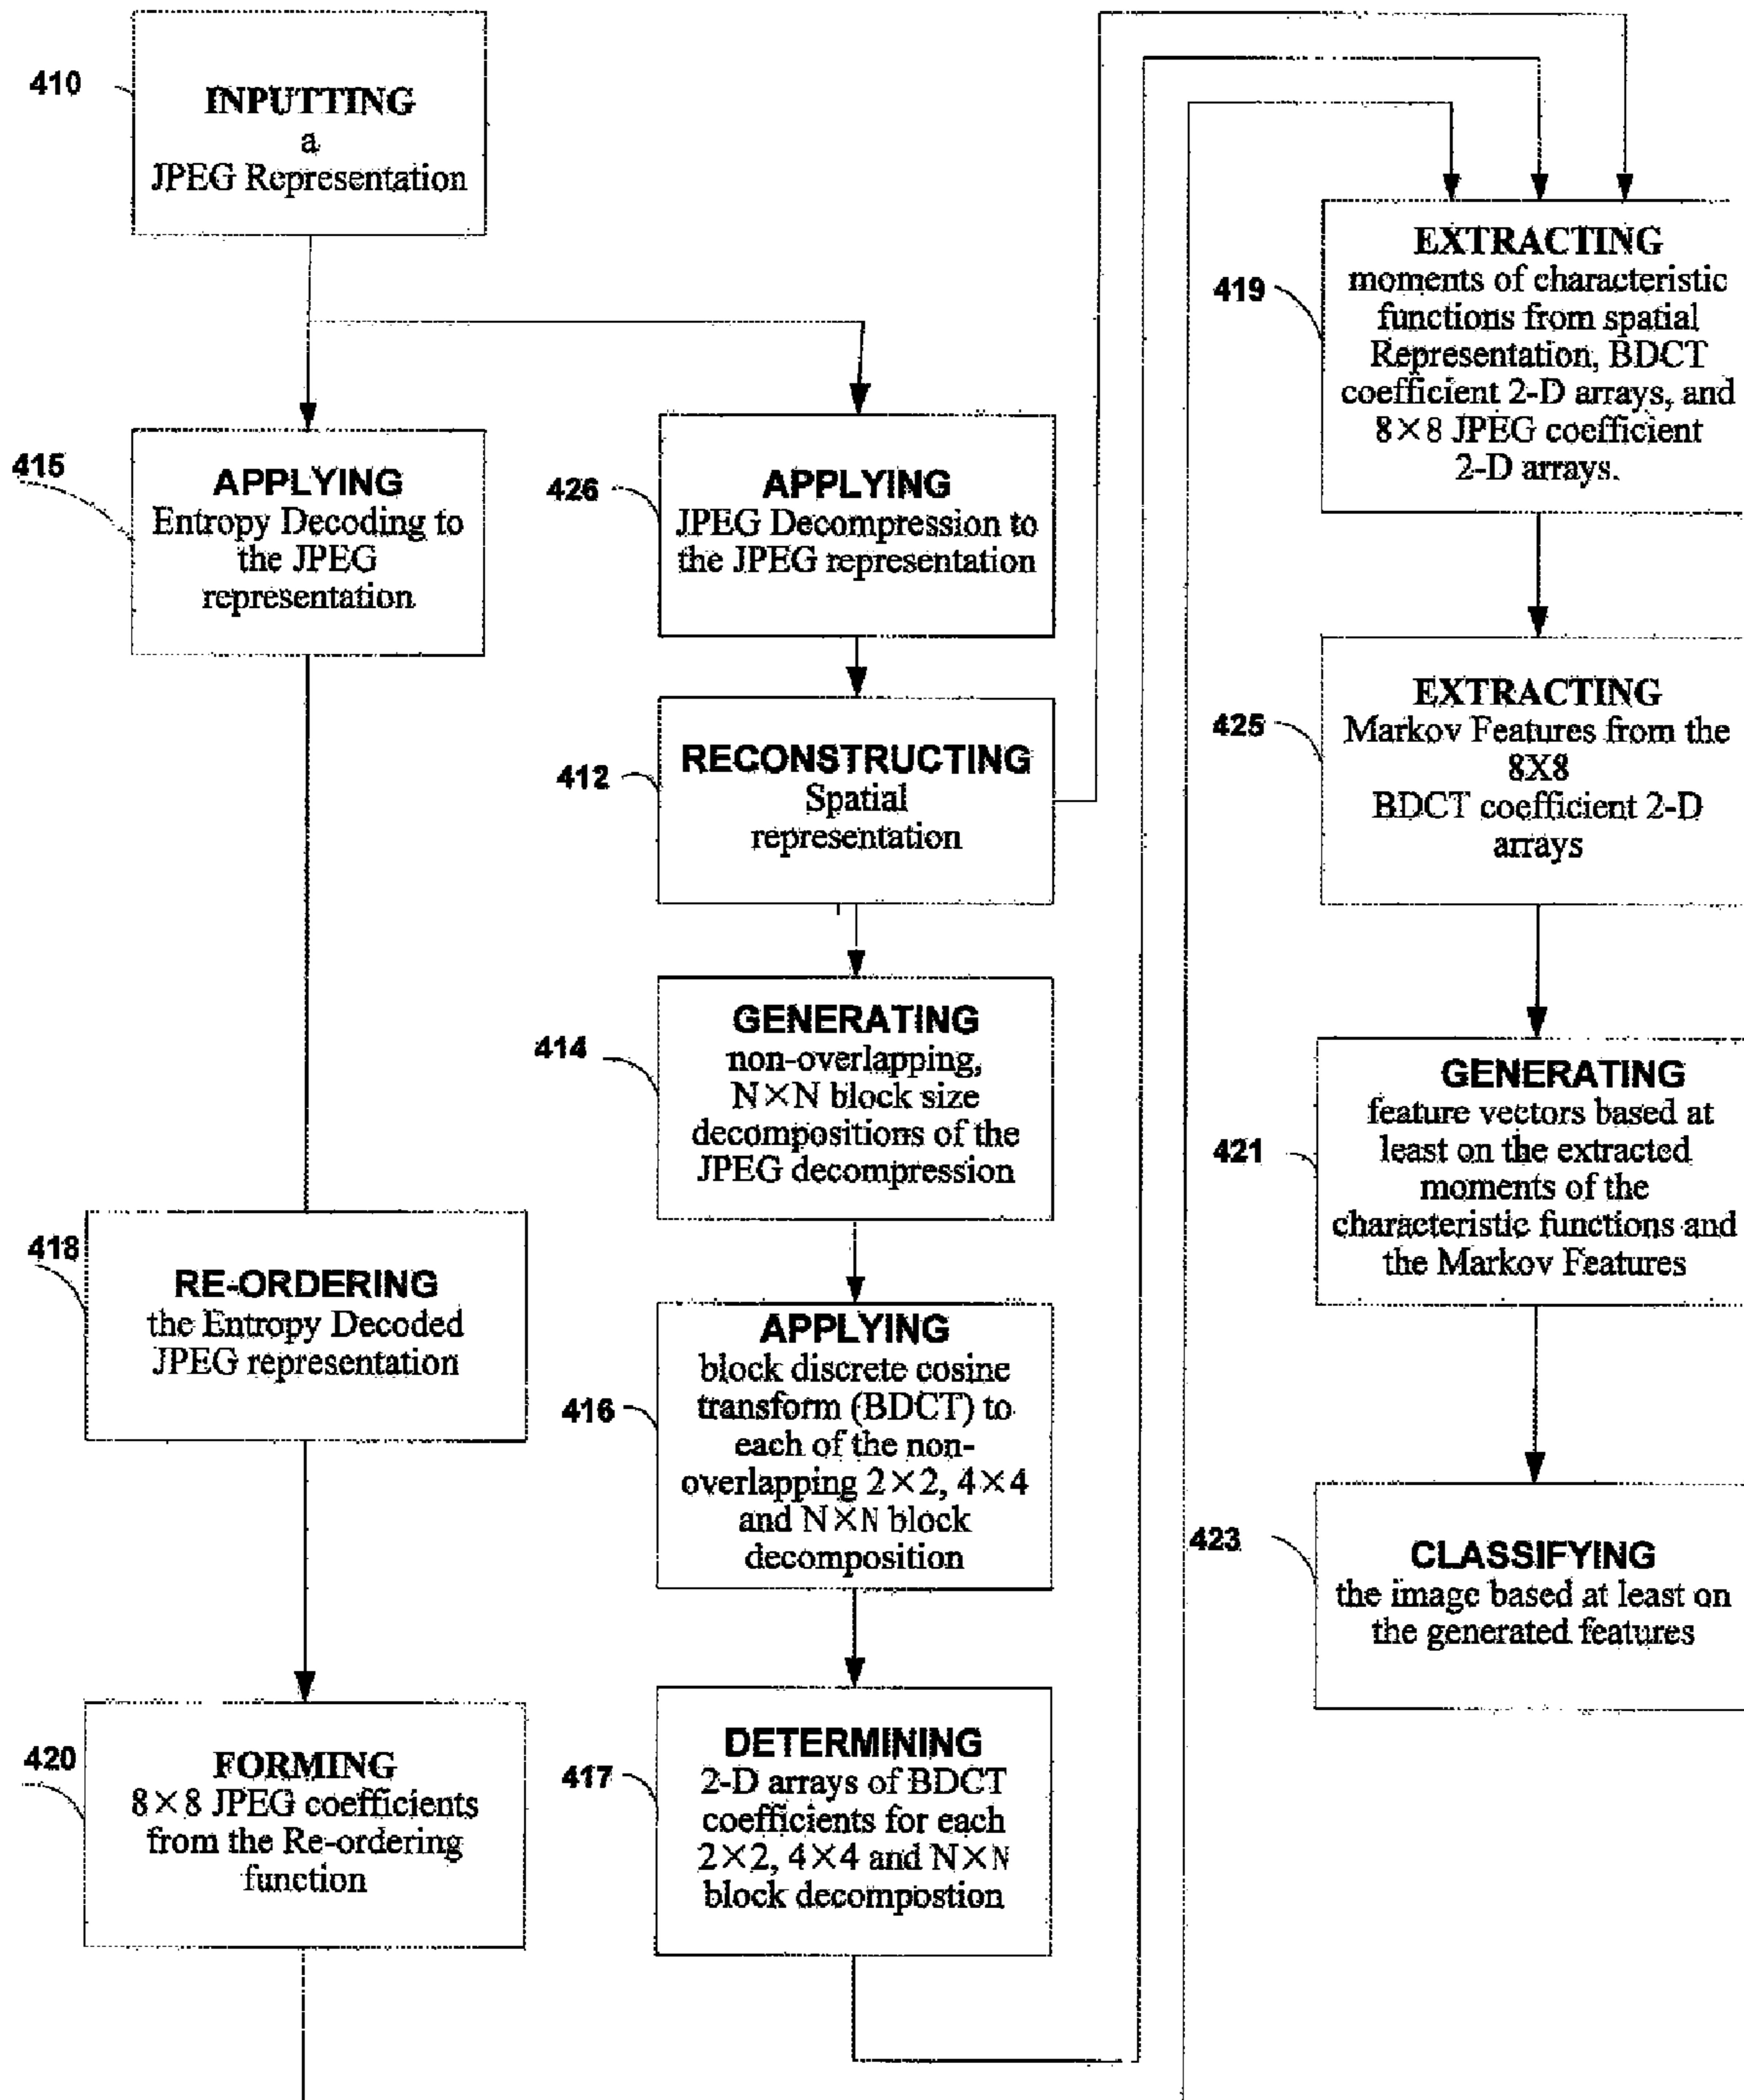 410
INPUTTING
a
JPEG Representation
415
APPLYING
Entropy Decoding to
the JPEG
representation
418
RE-ORDERING
the Entropy Decoded
JPEG representation
420
FORMING
8×8 JPEG coefficients
from the Re-ordering
function
426
APPLYING
JPEG Decompression to
the JPEG representation
412
RECONSTRUCTING
Spatial
representation
414
GENERATING
non-overlapping,
N×N block size
decompositions of the
JPEG decompression
416
APPLYING
block discrete cosine
transform (BDCT) to
each of the non-
overlapping 2×2, 4×4
and N×N block
decomposition
417
DETERMINING
2-D arrays of BDCT
coefficients for each
2×2, 4×4 and N×N
block decompostion
419
EXTRACTING
moments of characteristic
functions from spatial
Representation, BDCT
coefficient 2-D arrays, and
8×8 JPEG coefficient
2-D arrays.
425
EXTRACTING
Markov Features from the
8X8
BDCT coefficient 2-D
arrays
421
GENERATING
feature vectors based at
least on the extracted
moments of the
characteristic functions and
the Markov Features
423
CLASSIFYING
the image based at least on
the generated features